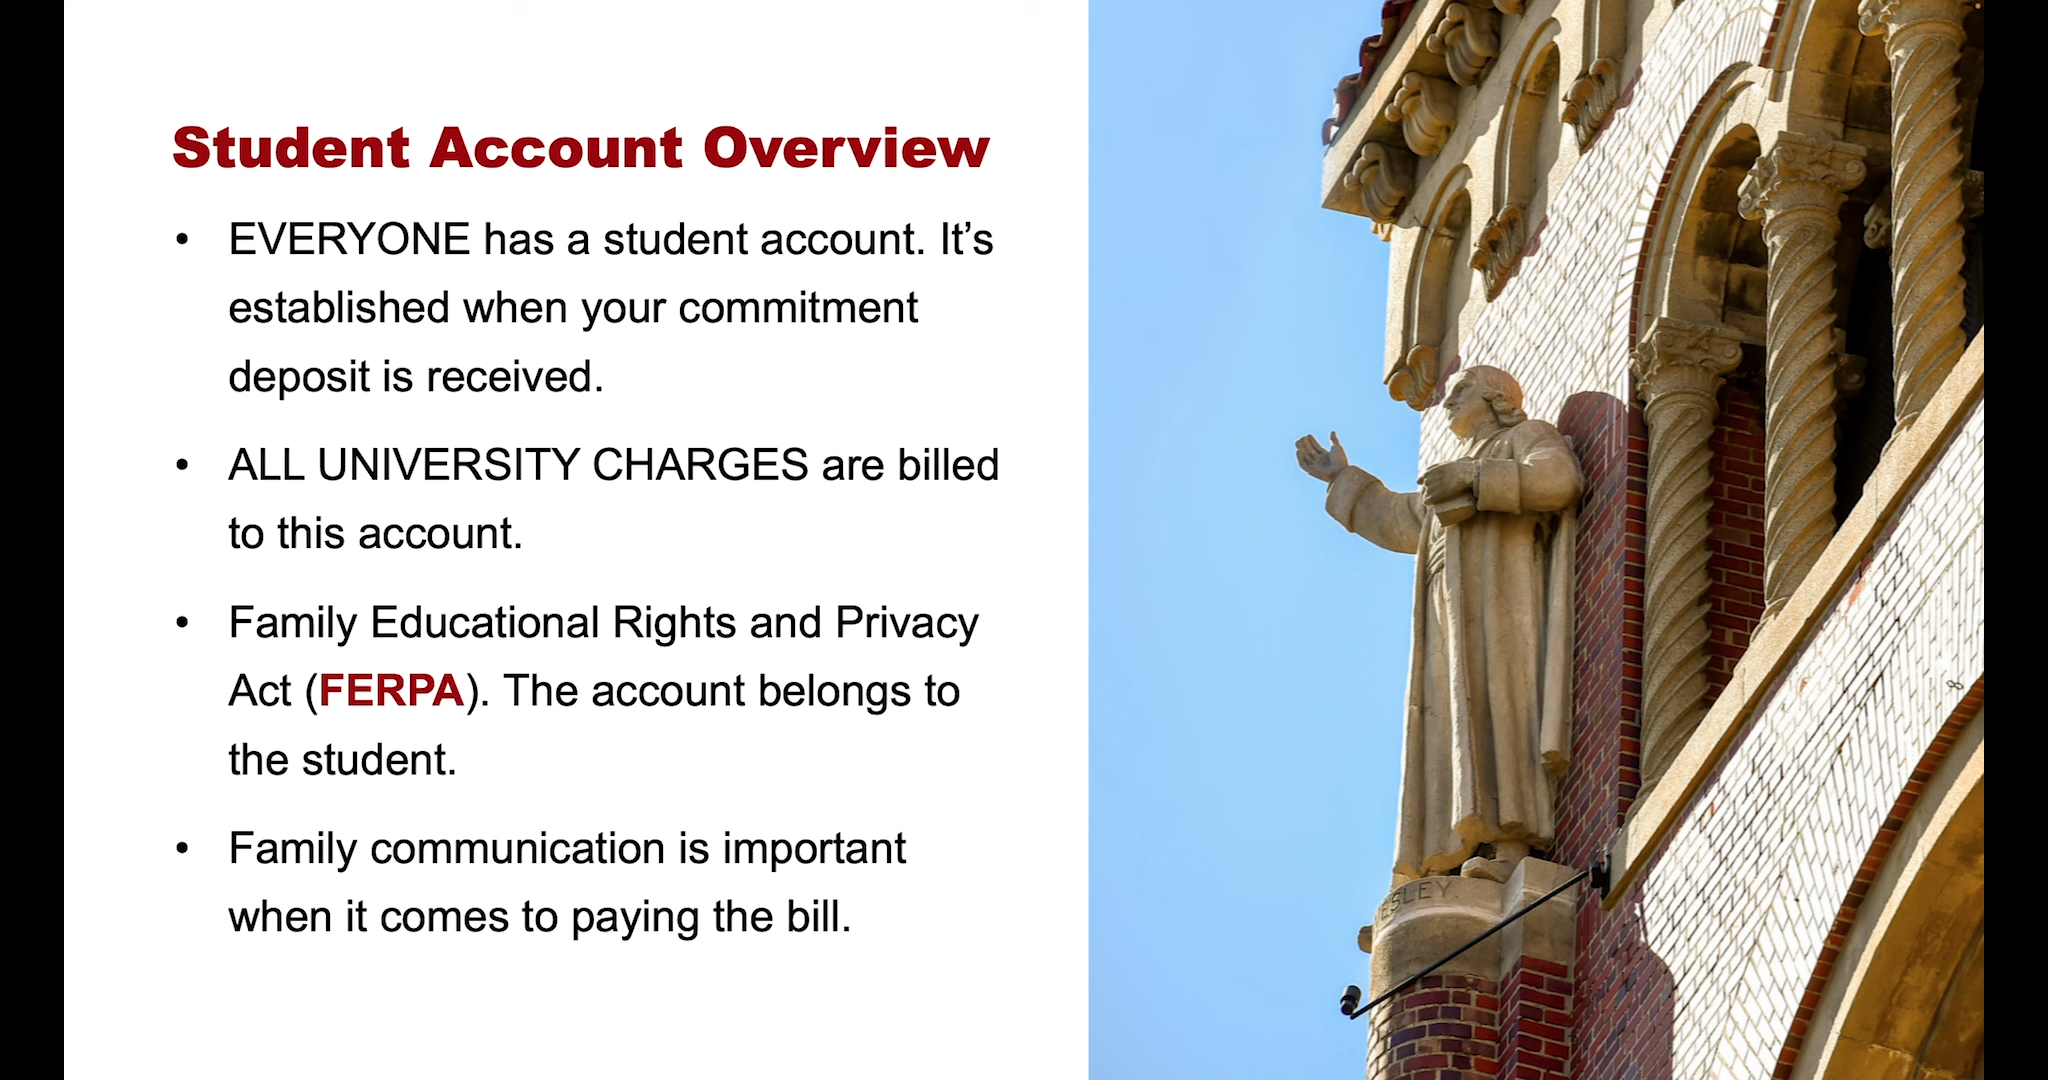 Student Account Overview
• EVERYONE has a student account. It’s
established when your commitment
deposit is received.
• ALL UNIVERSITY CHARGES are billed
to this account.
• Family Educational Rights and Privacy
Act (FERPA). The account belongs to
the student.
• Family communication is important
when it comes to paying the bill.
ESLEY